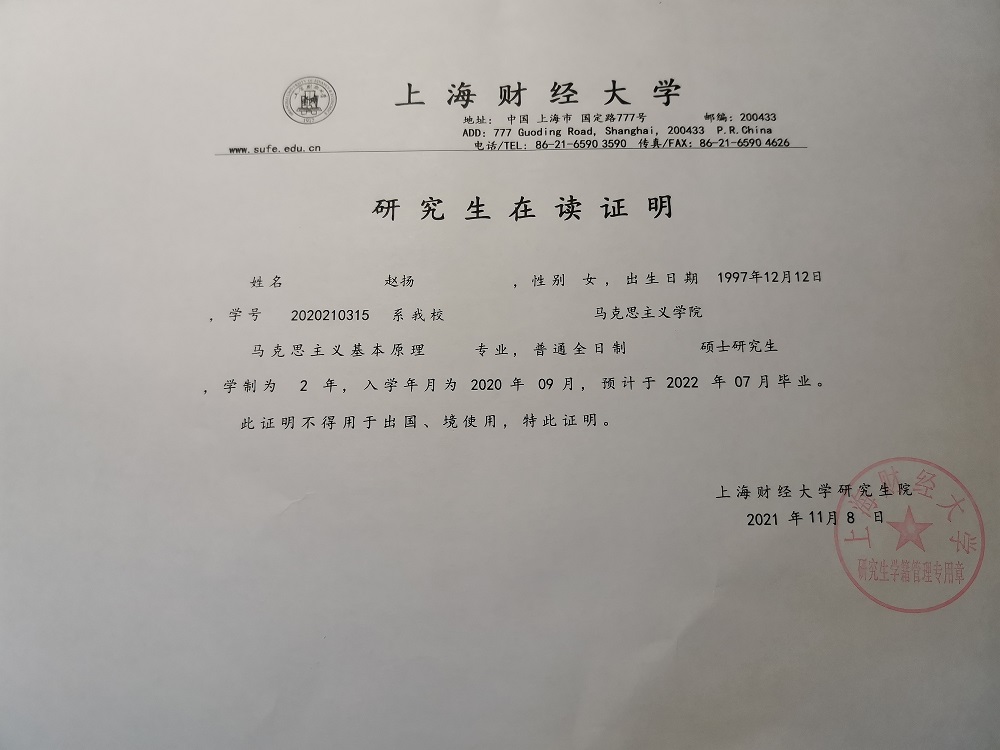 上海财经大学
地址： 中国 上海市 国定路777号 邮编：200433
ADD：777 Guoding Road, Shanghai, 200433 P.R.China
www.sufe.edu.cn 电话/TEL：86-21-6590 3590 传真/FAX：86-21-6590 4626
研究生在读证明
姓名 赵扬 ，性别 女，出生日期 1997年12月12日
，学号 2020210315 系我校 马克思主义学院
马克思主义基本原理 专业，普通全日制 硕士研究生
，学制为 2 年，入学年月为 2020 年 09 月，预计于 2022 年 07 月毕业。
此证明不得用于出国、境使用，特此证明。
上海财经大学研究生院
2021 年 11 月 8 日
上海财经大学
研究生学籍管理专用章